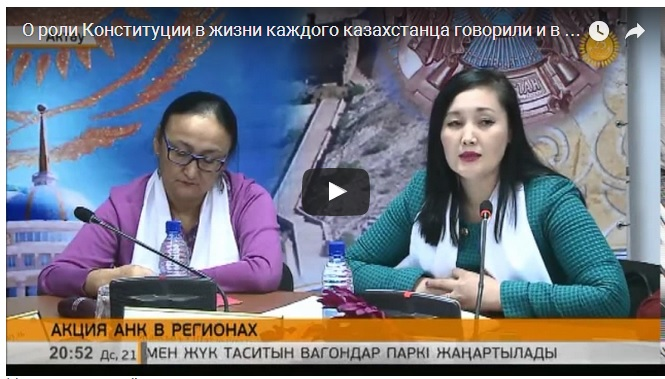 О роли Конституции в жизни каждого казахстанца говорили и в ...
Г АКТӨБЕ
АКЦИЯ АНК В РЕГИОНАХ
20:52 Дс, 21 МЕН ЖҮК ТАСИТЫН ВАГОНДАР ПАРКІ ЖАҢАРТЫЛАДЫ